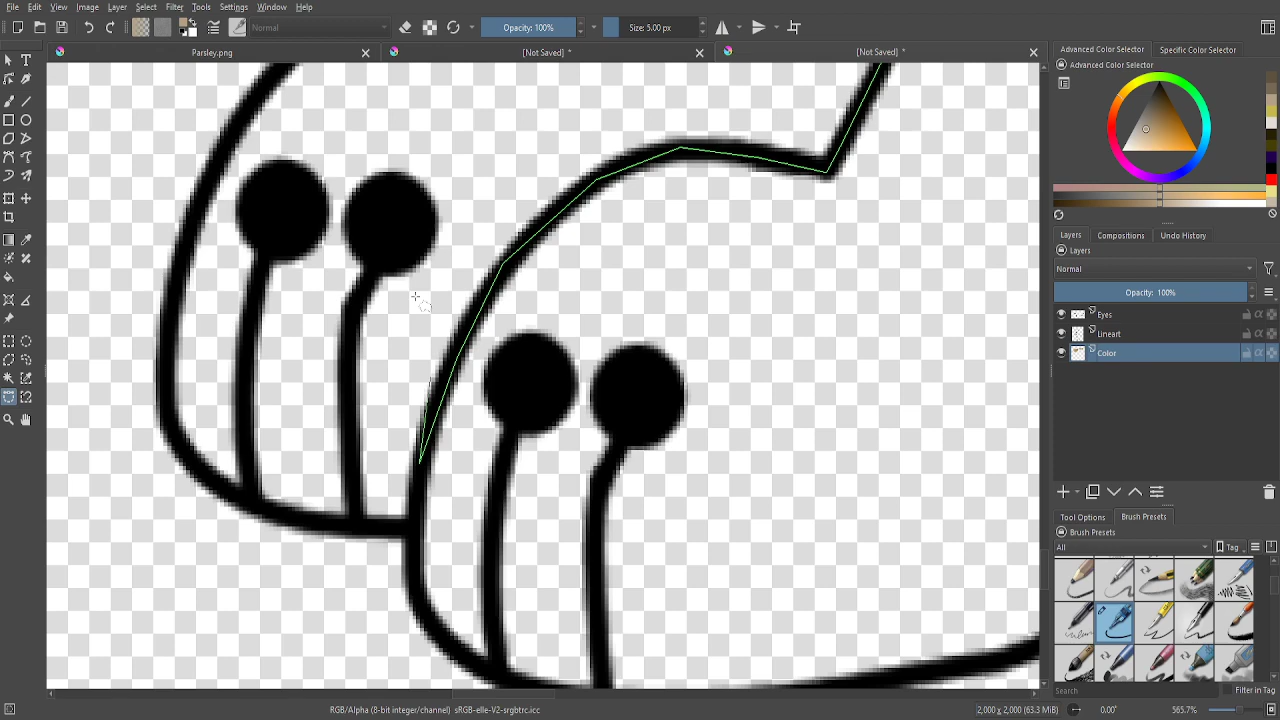 File Edit View Image Layer Select Filter Tools Settings Window Help
Normal Opacity: 100% Size: 5.00 px
Parsley.png [Not Saved] * [Not Saved] *
Advanced Color Selector Specific Color Selector
Advanced Color Selector
Layers Compositions Undo History
Layers
Normal
Opacity: 100%
Eyes
Lineart
Color
Tool Options Brush Presets
Brush Presets
All Tag
Search Filter in Tag
RGB/Alpha (8-bit integer/channel) sRGB-elle-V2-srgbtrc.icc 2,000 x 2,000 (63.3 MiB) 0.00° 565.7%